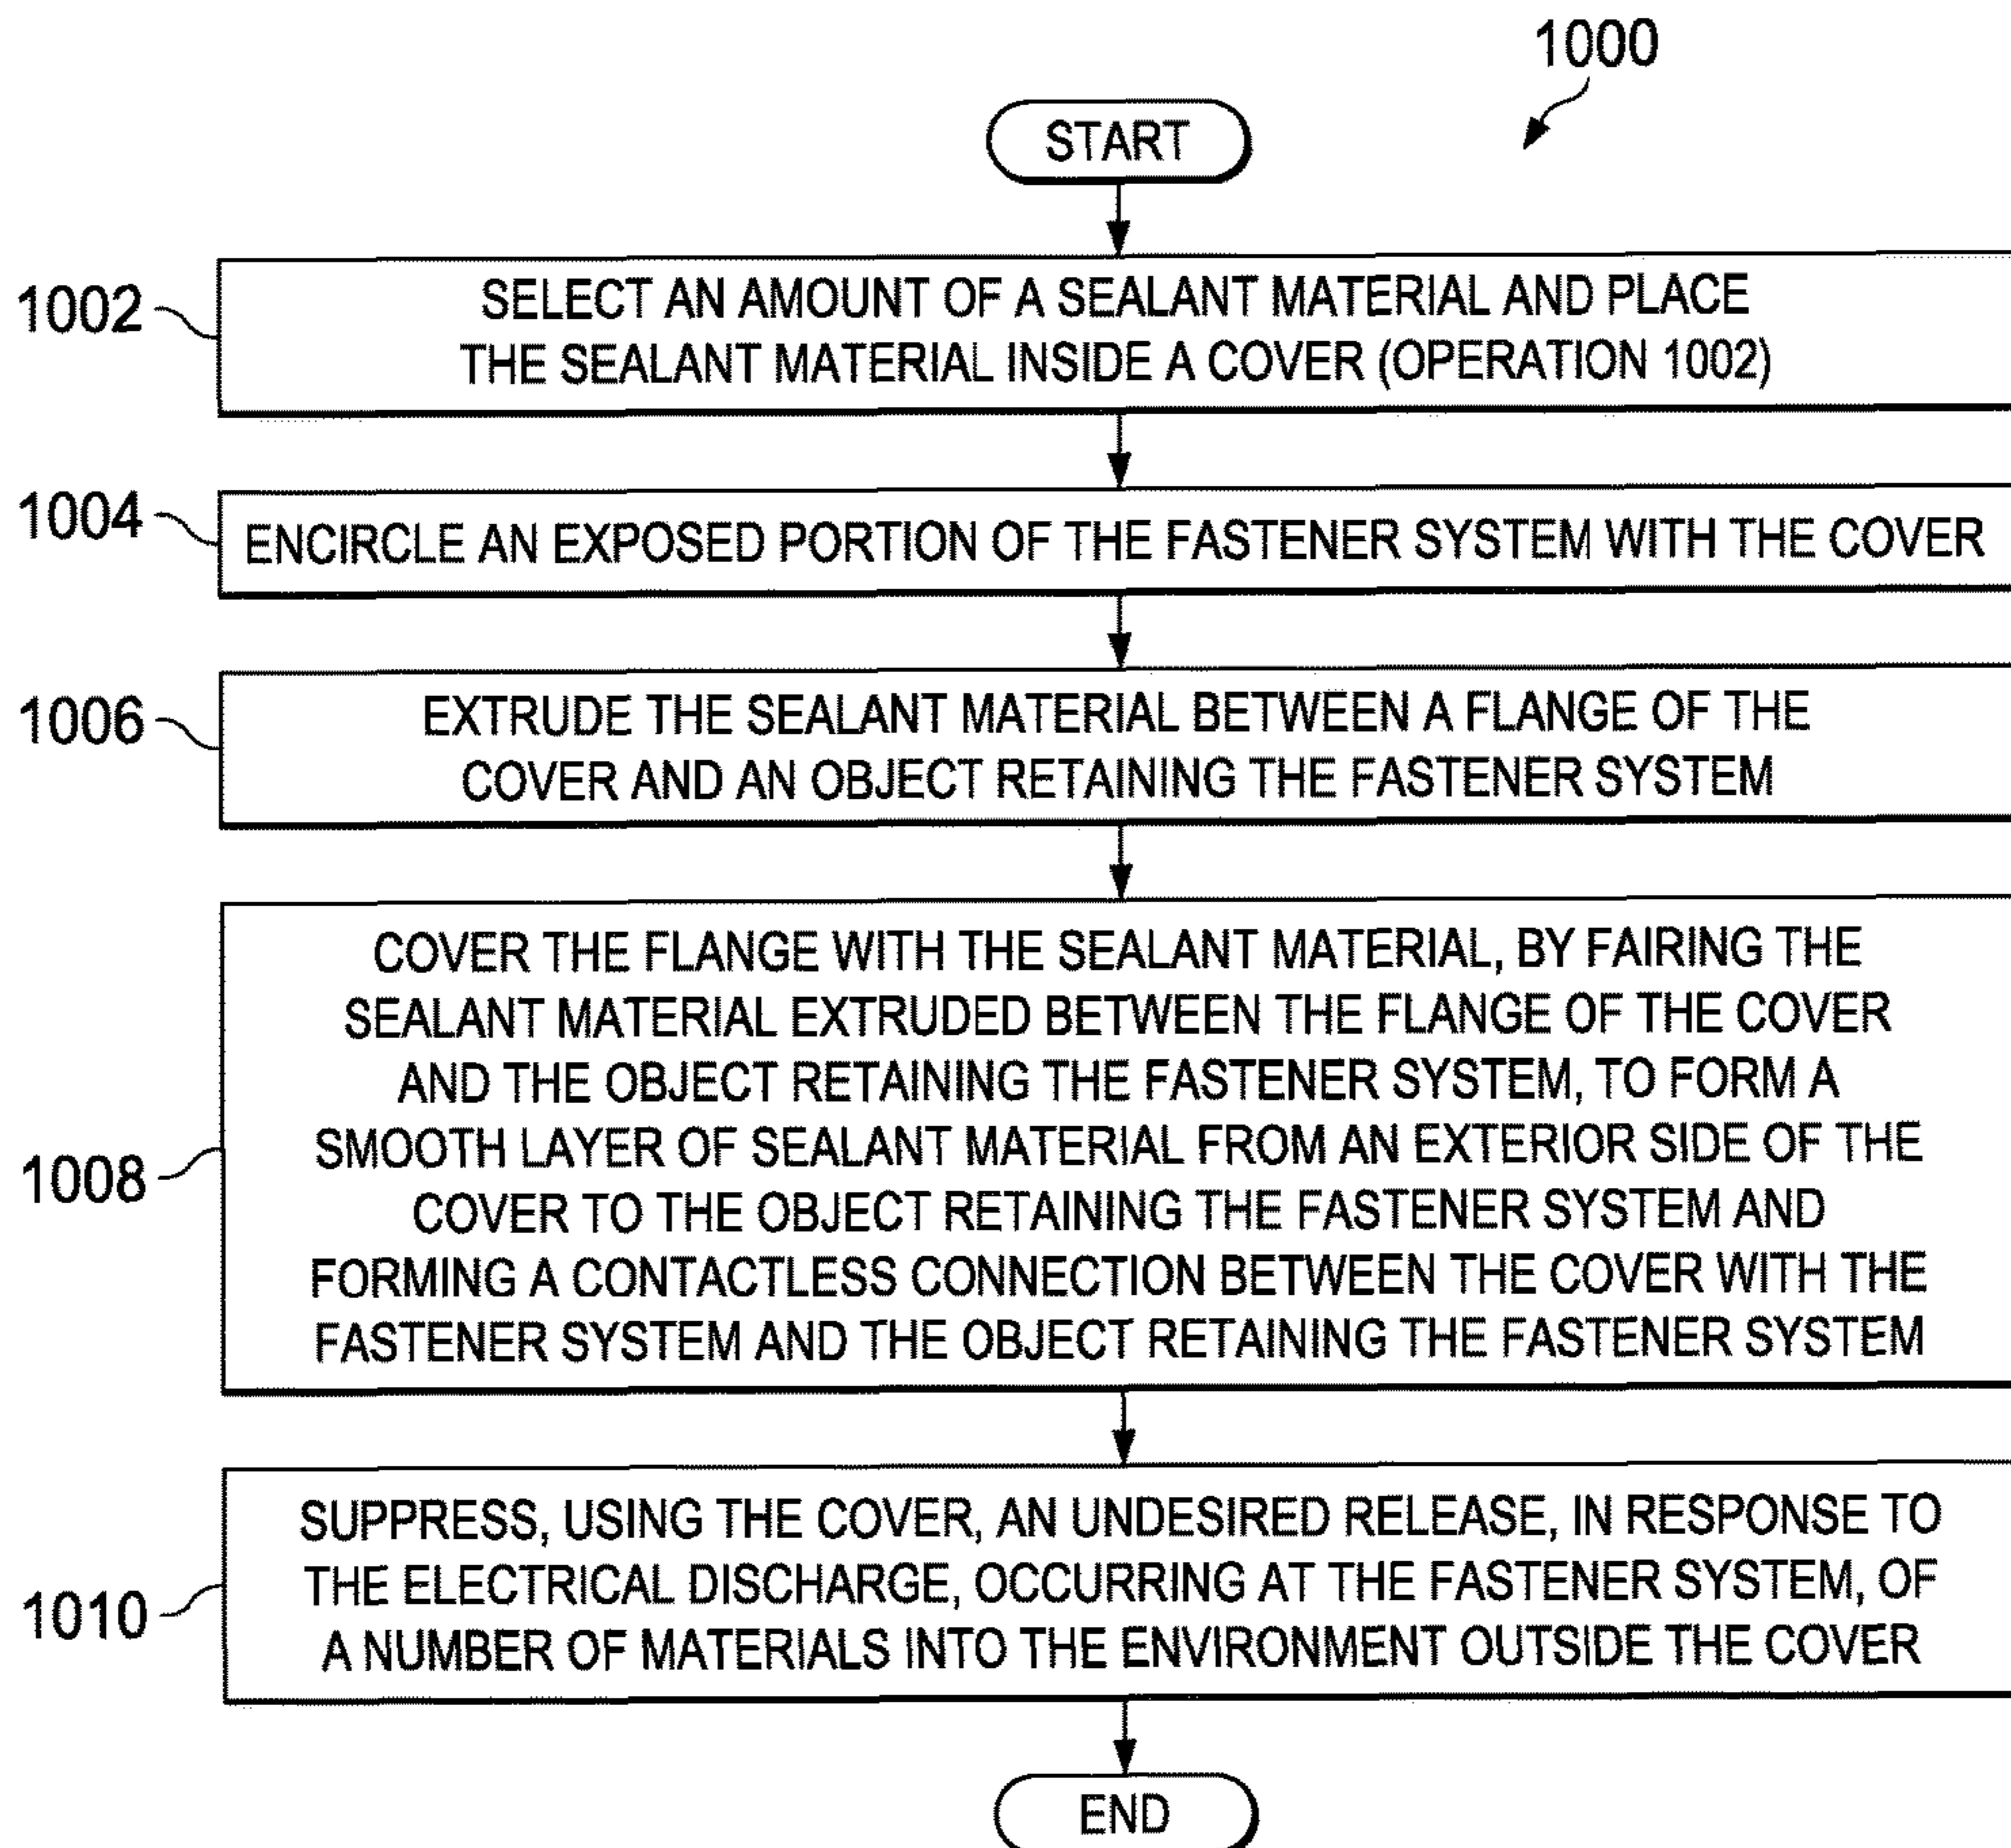 1000
START
1002
SELECT AN AMOUNT OF A SEALANT MATERIAL AND PLACE
THE SEALANT MATERIAL INSIDE A COVER (OPERATION 1002)
1004
ENCIRCLE AN EXPOSED PORTION OF THE FASTENER SYSTEM WITH THE COVER
1006
EXTRUDE THE SEALANT MATERIAL BETWEEN A FLANGE OF THE
COVER AND AN OBJECT RETAINING THE FASTENER SYSTEM
1008
COVER THE FLANGE WITH THE SEALANT MATERIAL, BY FAIRING THE
SEALANT MATERIAL EXTRUDED BETWEEN THE FLANGE OF THE COVER
AND THE OBJECT RETAINING THE FASTENER SYSTEM, TO FORM A
SMOOTH LAYER OF SEALANT MATERIAL FROM AN EXTERIOR SIDE OF THE
COVER TO THE OBJECT RETAINING THE FASTENER SYSTEM AND
FORMING A CONTACTLESS CONNECTION BETWEEN THE COVER WITH THE
FASTENER SYSTEM AND THE OBJECT RETAINING THE FASTENER SYSTEM
1010
SUPPRESS, USING THE COVER, AN UNDESIRED RELEASE, IN RESPONSE TO
THE ELECTRICAL DISCHARGE, OCCURRING AT THE FASTENER SYSTEM, OF
A NUMBER OF MATERIALS INTO THE ENVIRONMENT OUTSIDE THE COVER
END